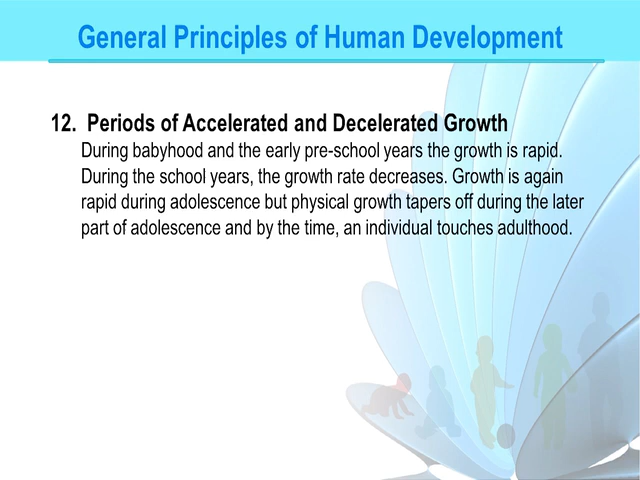 General Principles of Human Development
12. Periods of Accelerated and Decelerated Growth
During babyhood and the early pre-school years the growth is rapid.
During the school years, the growth rate decreases. Growth is again
rapid during adolescence but physical growth tapers off during the later
part of adolescence and by the time, an individual touches adulthood.